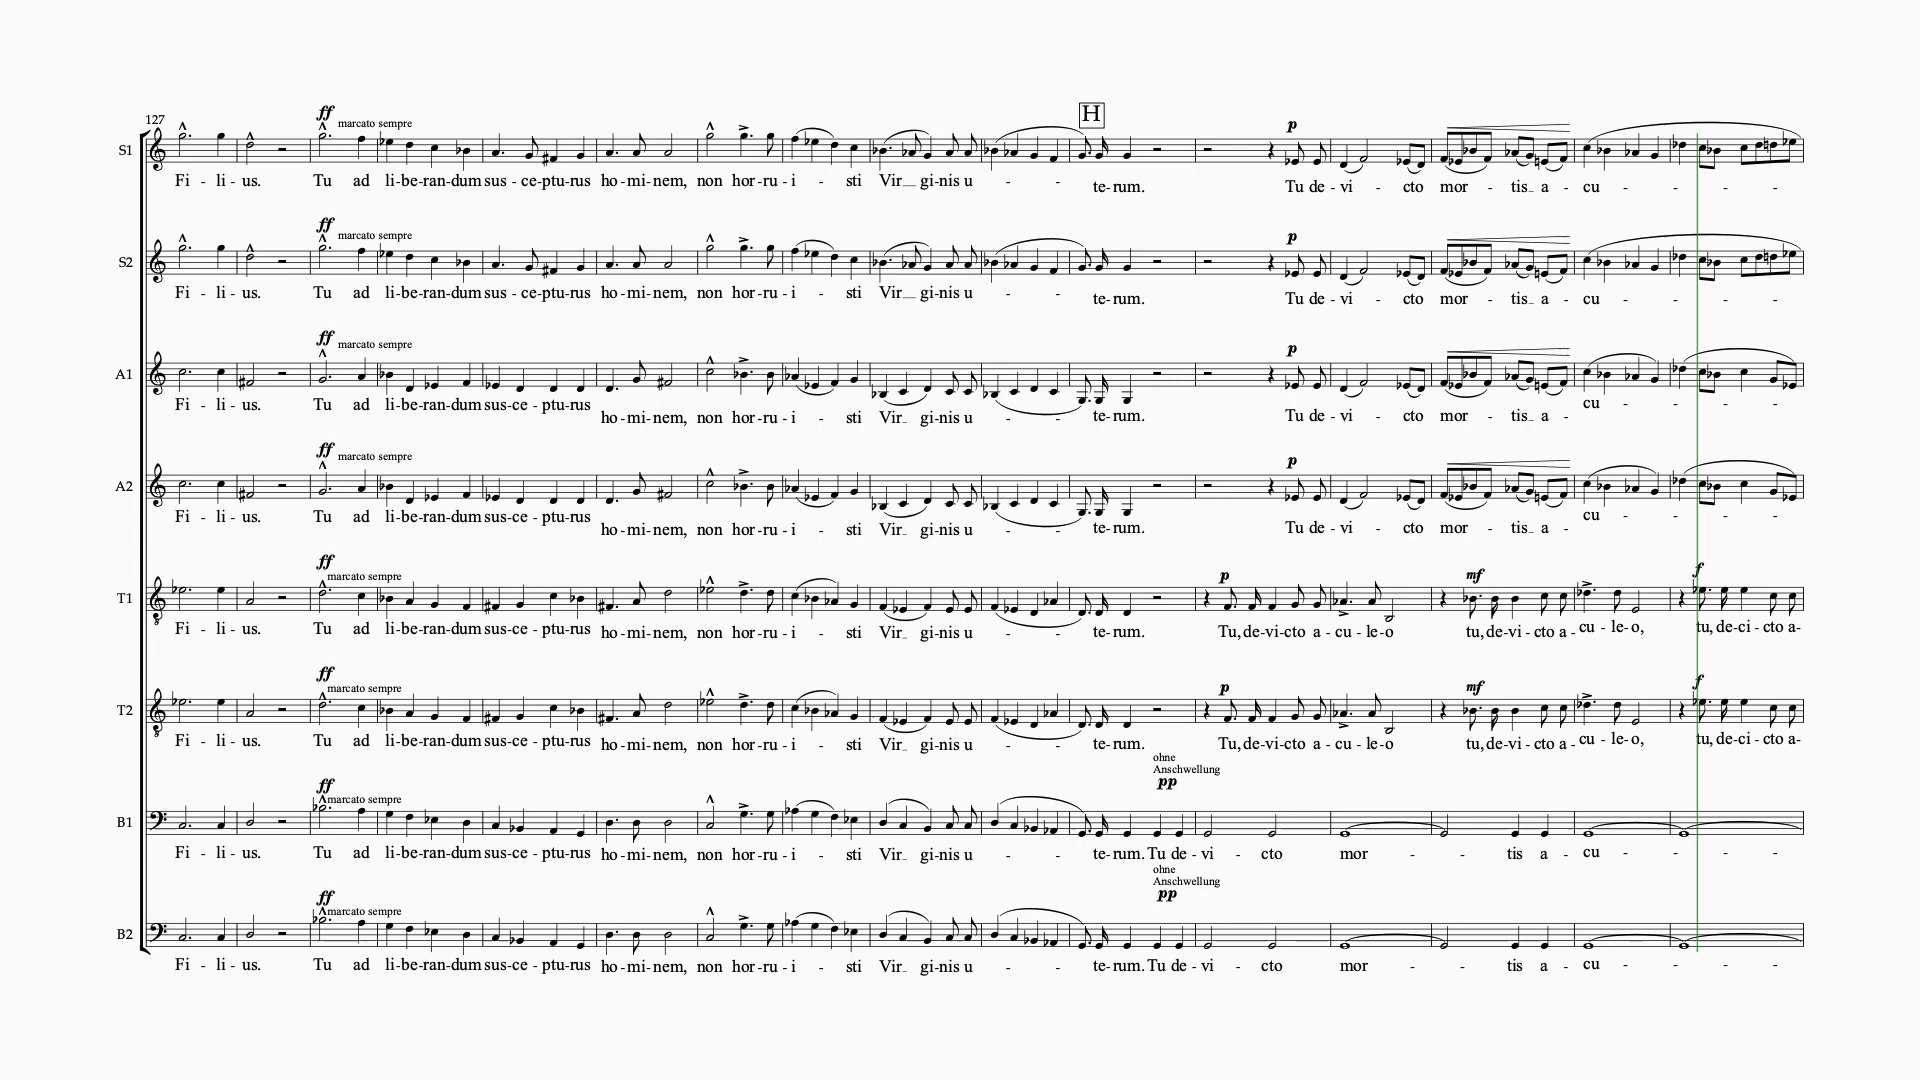 H
ff
127 marcato sempre p
S1
Fi - li - us. Tu ad li-be-ran-dum sus - ce-ptu-rus ho - mi - nem, non hor - ru - i - sti Vir__ gi-nis u - - - te-rum. Tu de - vi - cto mor - tis_ a - cu - - - - - -
ff
marcato sempre p
S2
Fi - li - us. Tu ad li-be-ran-dum sus - ce-ptu-rus ho - mi - nem, non hor - ru - i - sti Vir__ gi-nis u - - - te-rum. Tu de - vi - cto mor - tis_ a - cu - - - - - -
ff
marcato sempre p
A1
Fi - li - us. Tu ad li-be-ran-dum sus-ce - ptu-rus ho - mi - nem, non hor - ru - i - sti Vir_ gi-nis u - - - te-rum. Tu de - vi - cto mor - tis_ a - cu - - - - - -
ff
marcato sempre p
A2
Fi - li - us. Tu ad li-be-ran-dum sus-ce - ptu-rus ho - mi - nem, non hor - ru - i - sti Vir_ gi-nis u - - - te-rum. Tu de - vi - cto mor - tis_ a - cu - - - - - -
ff
marcato sempre p mf f
T1
Fi - li - us. Tu ad li-be-ran-dum sus-ce - ptu-rus ho - mi - nem, non hor - ru - i - sti Vir_ gi-nis u - - - te-rum. Tu, de-vi-cto a - cu - le-o tu, de-vi-cto a - cu - le-o, tu, de-ci-cto a-
ff
marcato sempre p mf f
T2
Fi - li - us. Tu ad li-be-ran-dum sus-ce - ptu-rus ho - mi - nem, non hor - ru - i - sti Vir_ gi-nis u - - - te-rum. Tu, de-vi-cto a - cu - le-o tu, de-vi-cto a - cu - le-o, tu, de-ci-cto a-
ohne
Anschwellung
ff pp
marcato sempre
B1
Fi - li - us. Tu ad li-be-ran-dum sus-ce - ptu-rus ho - mi - nem, non hor - ru - i - sti Vir_ gi-nis u - - - te-rum. Tu de - vi - cto mor - - tis a - cu - - - - - -
ohne
Anschwellung
ff pp
marcato sempre
B2
Fi - li - us. Tu ad li-be-ran-dum sus-ce - ptu-rus ho - mi - nem, non hor - ru - i - sti Vir_ gi-nis u - - - te-rum. Tu de - vi - cto mor - - tis a - cu - - - - - -